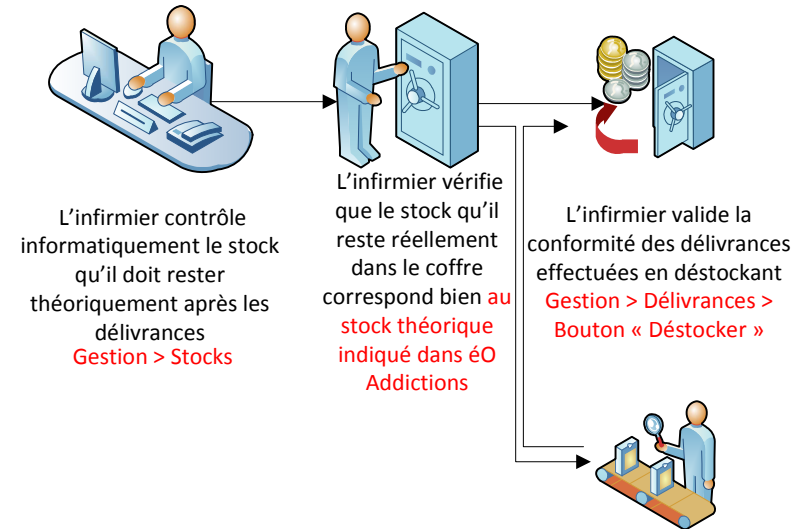 L’infirmier contrôle
informatiquement le stock
qu’il doit rester
théoriquement après les
délivrances
Gestion > Stocks
L’infirmier vérifie
que le stock qu’il
reste réellement
dans le coffre
correspond bien au
stock théorique
indiqué dans éO
Addictions
L’infirmier valide la
conformité des délivrances
effectuées en déstockant
Gestion > Délivrances >
Bouton « Déstocker »